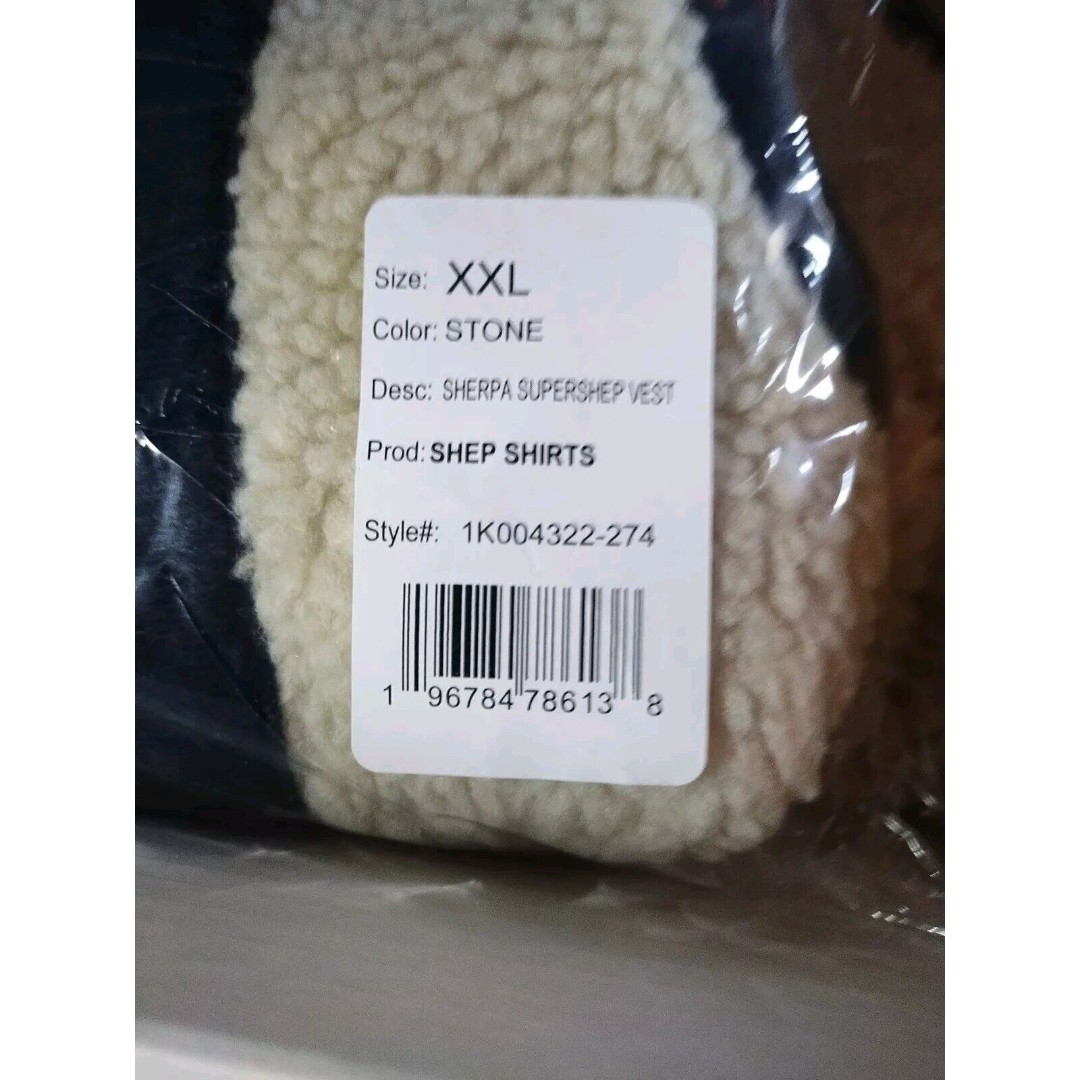 Size: XXL
Color: STONE
Desc: SHERPA SUPERSHEP VEST
Prod: SHEP SHIRTS
Style#: 1K004322-274
1 96784 78613 8